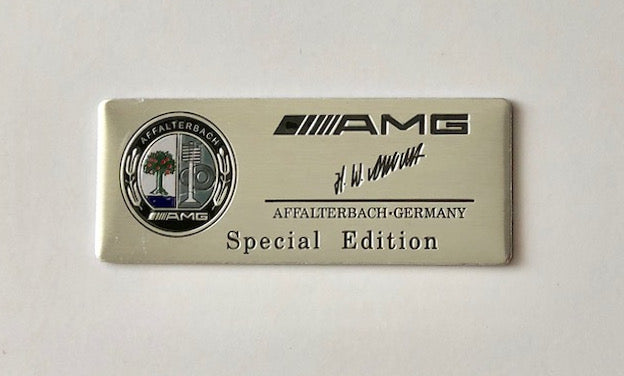 AFFALTERBACH
AMG
AMG
H. W.
AFFALTERBACH•GERMANY
Special Edition